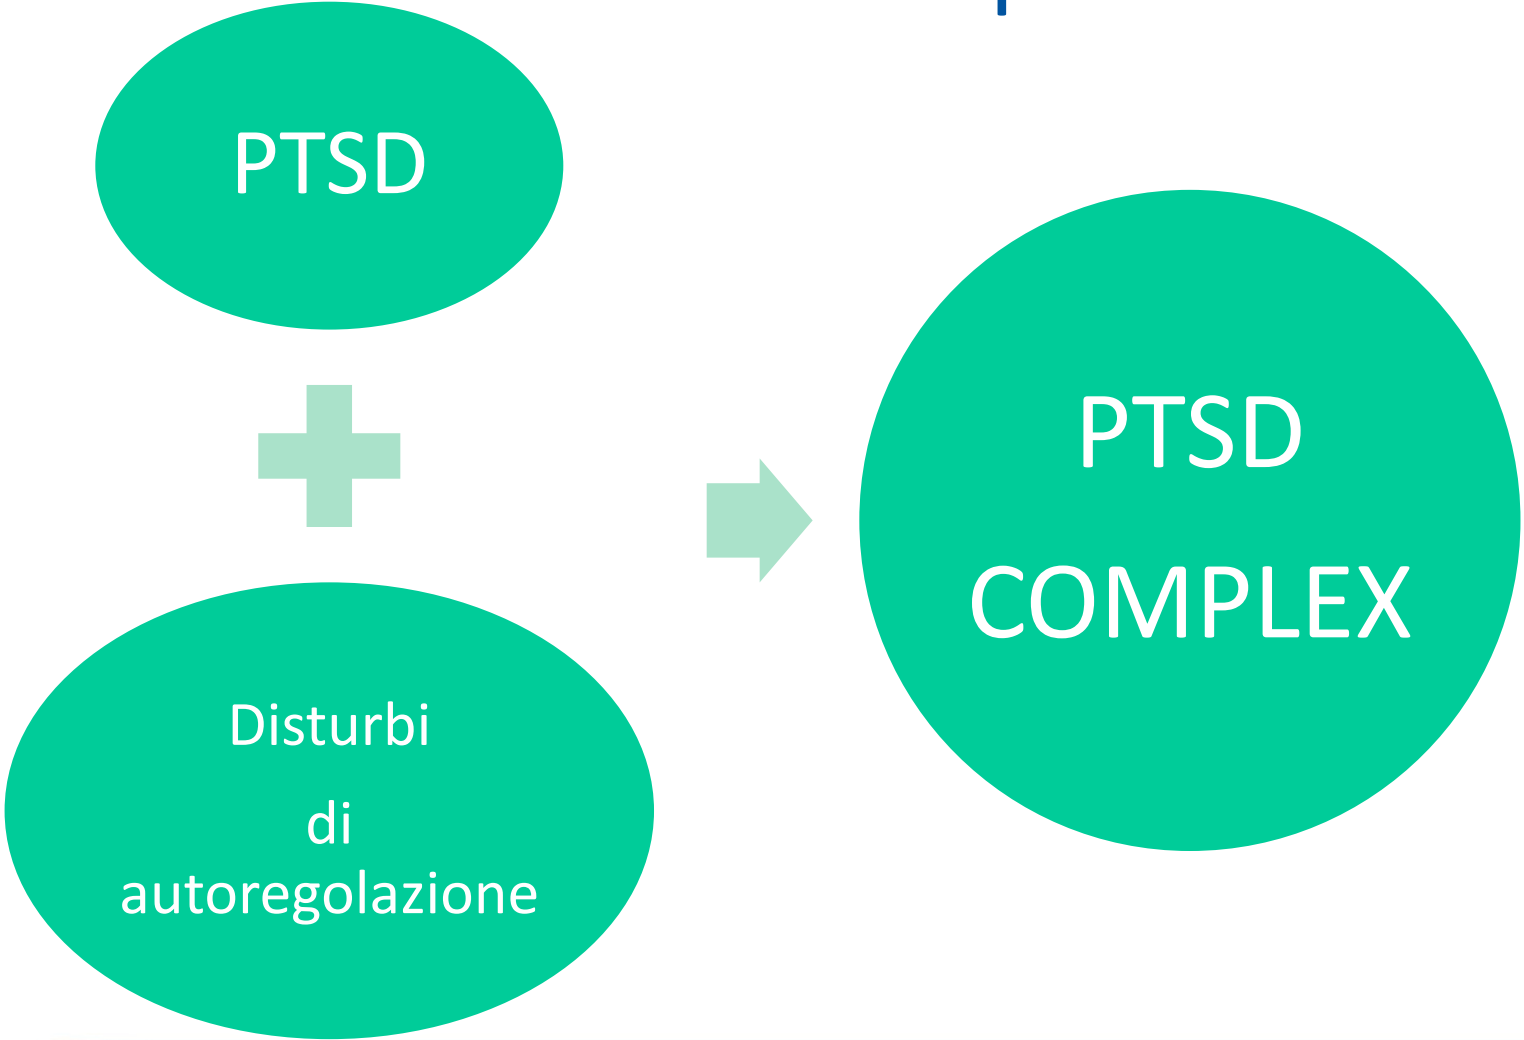 PTSD
Disturbi
di
autoregolazione
PTSD
COMPLEX